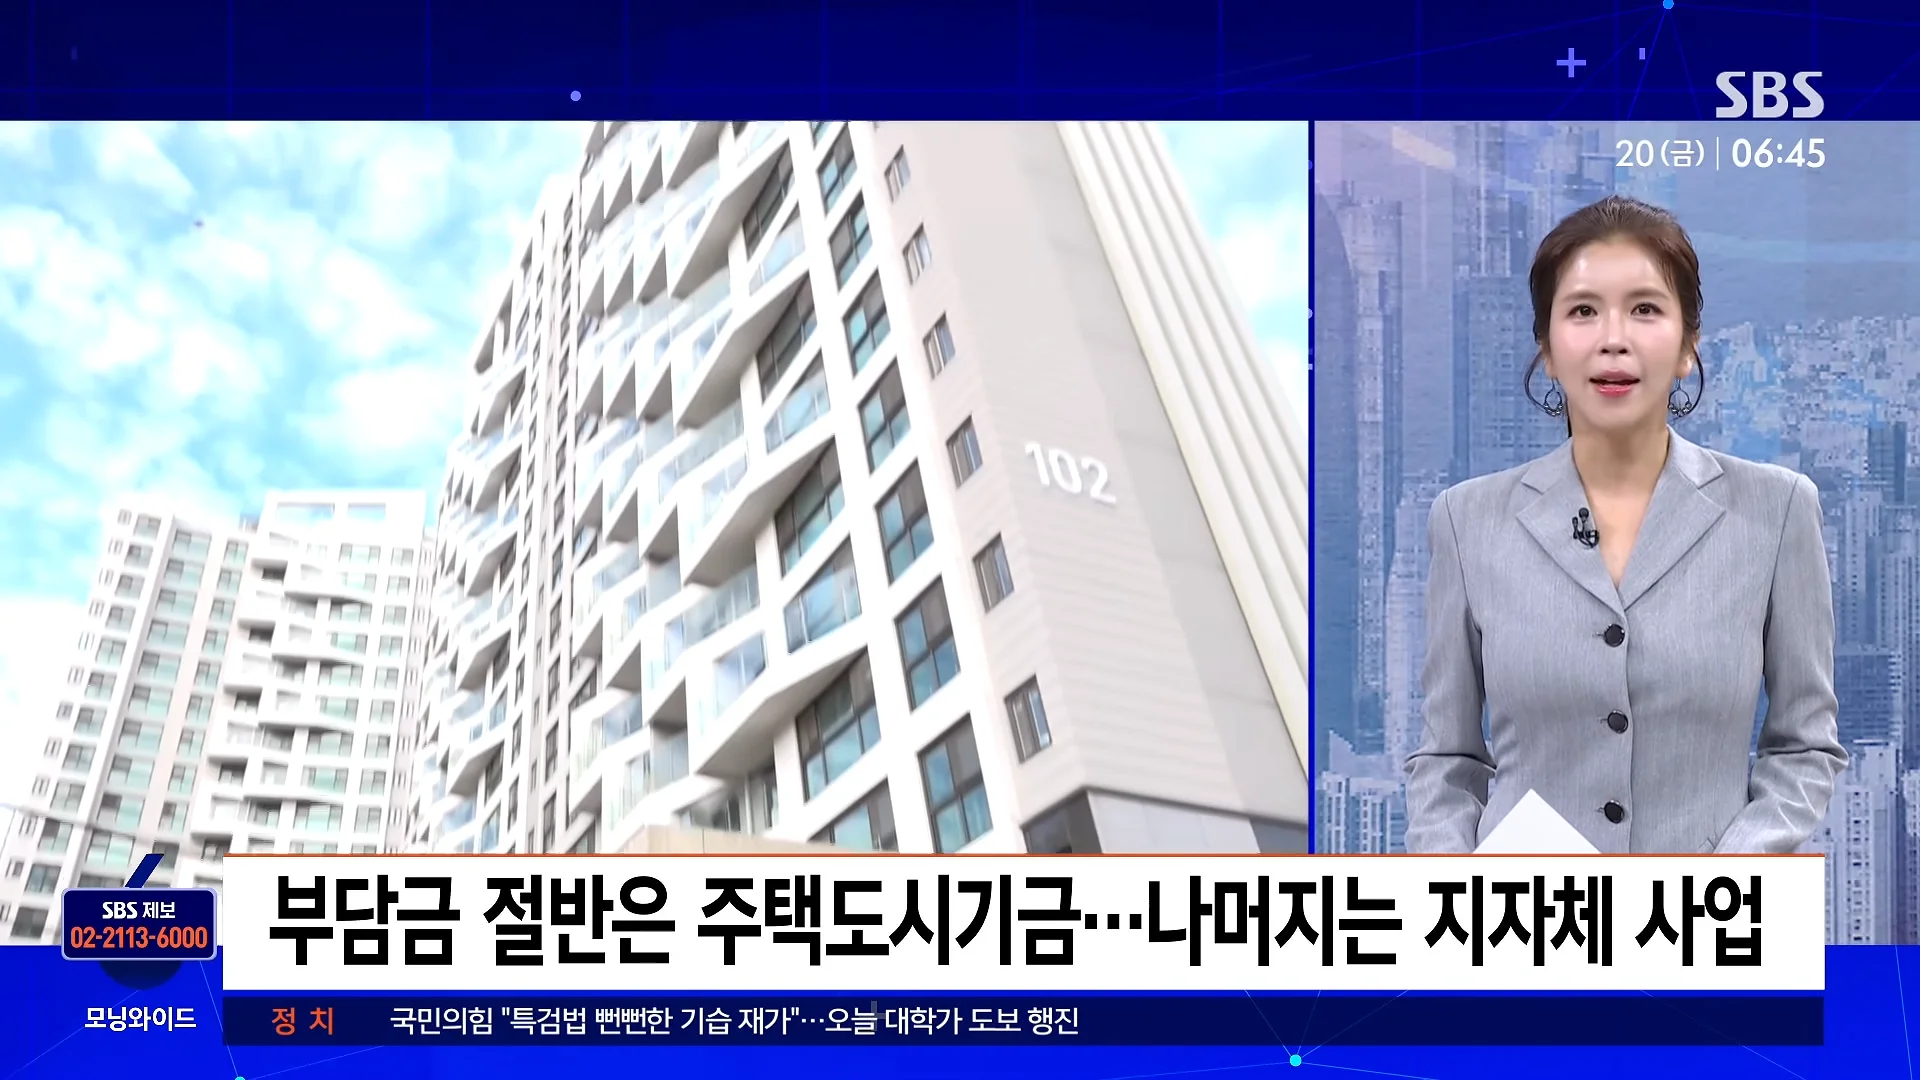 SBS
20(금) | 06:45
102
부담금 절반은 주택도시기금…나머지는 지자체 사업
SBS 제보
02-2113-6000
모닝와이드
정 치
국민의힘 "특검법 뻔뻔한 기습 재가"…오늘 대학가 도보 행진